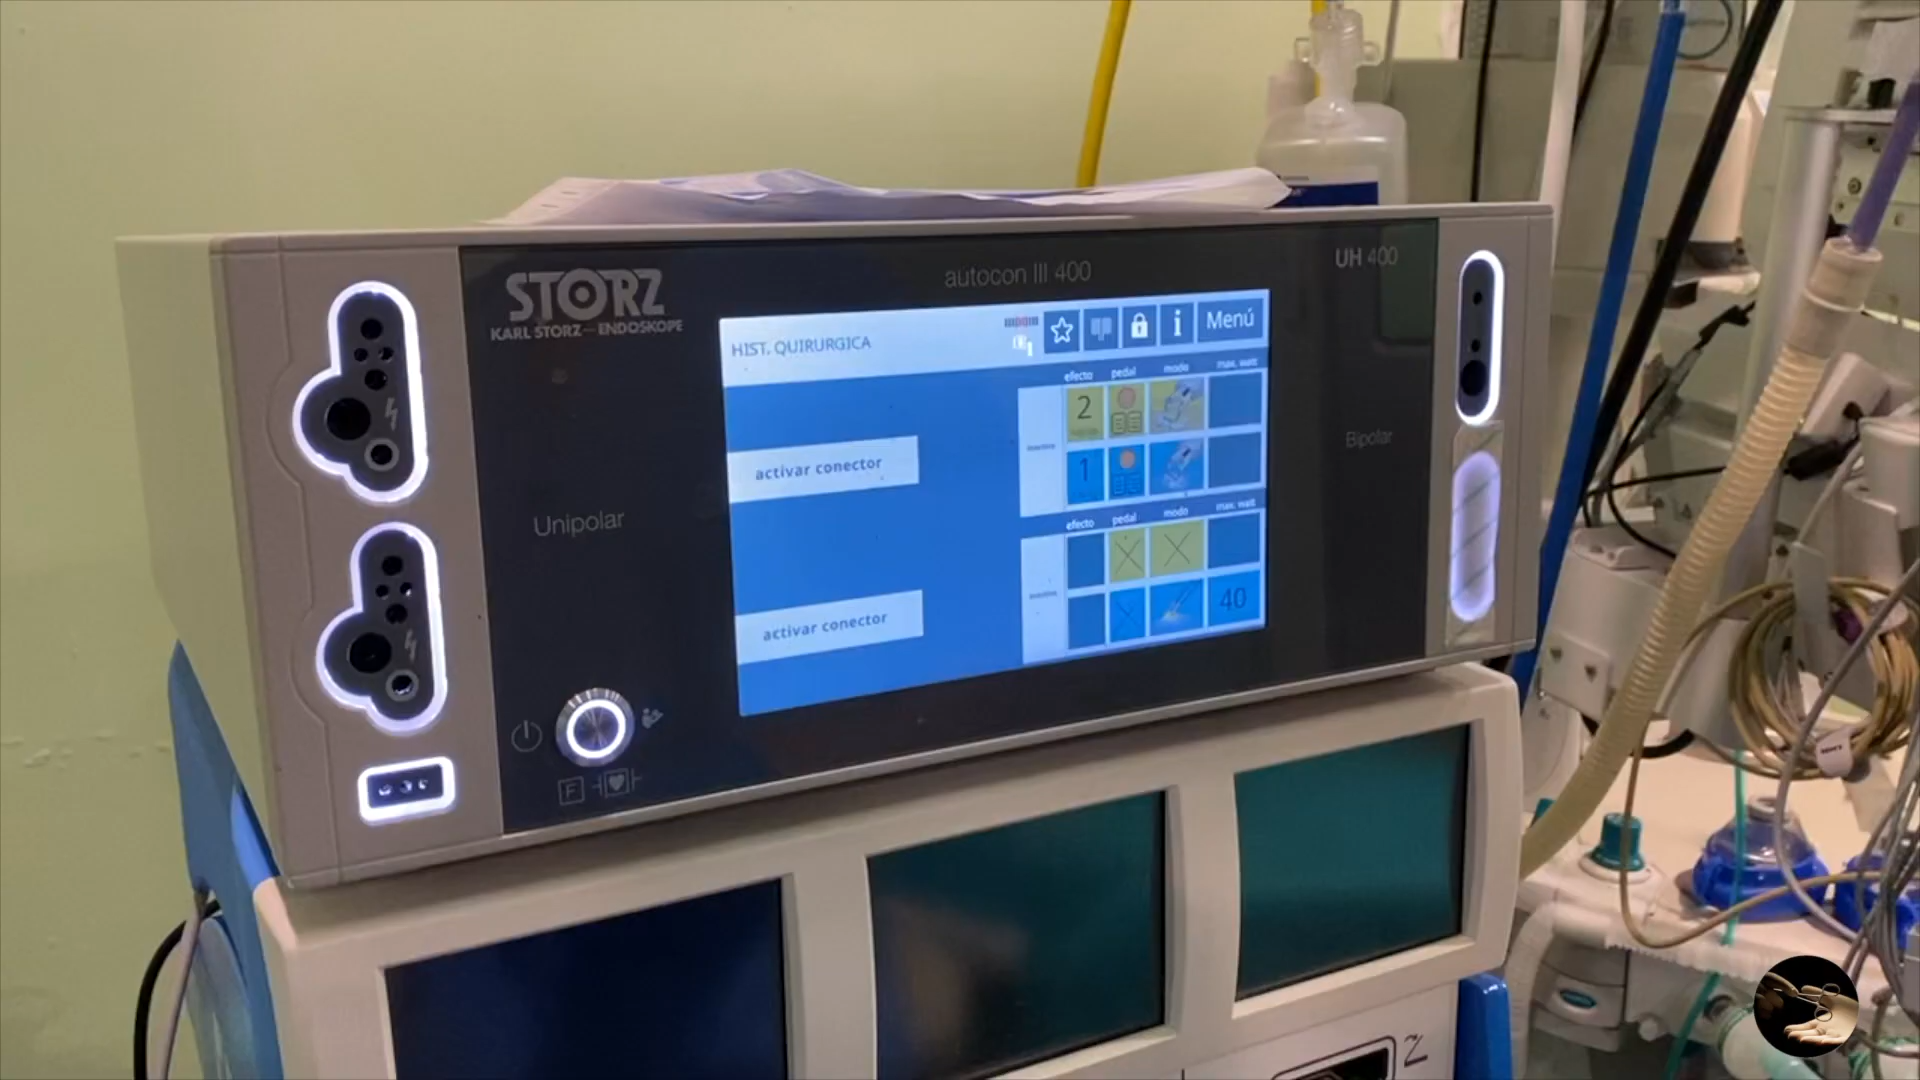 STORZ
KARL STORZ — ENDOSKOPE
autocon III 400
UH 400
HIST. QUIRURGICA
i
Menú
efecto pedal modo max. watt
2
activar conector
1
Unipolar
Bipolar
efecto pedal modo max. watt
activar conector
40
F